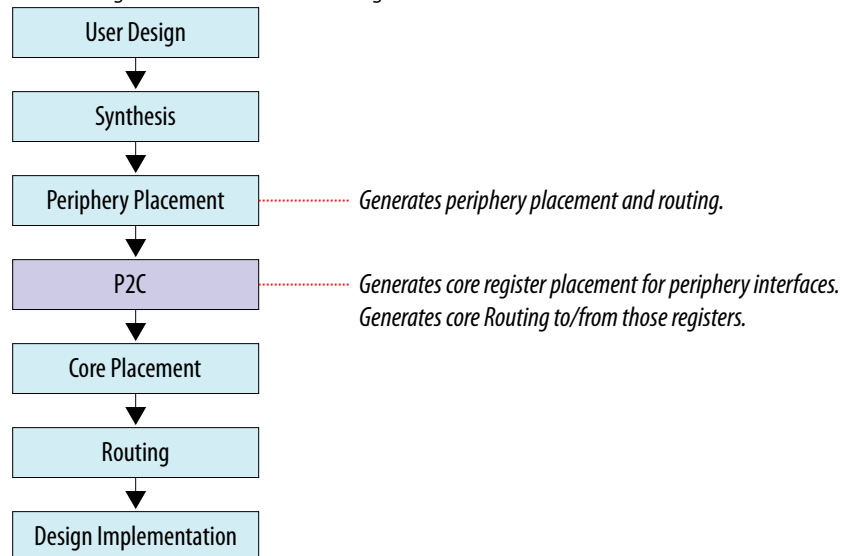 User Design
Synthesis
Periphery Placement
Generates periphery placement and routing.
P2C
Generates core register placement for periphery interfaces.
Generates core Routing to/from those registers.
Core Placement
Routing
Design Implementation